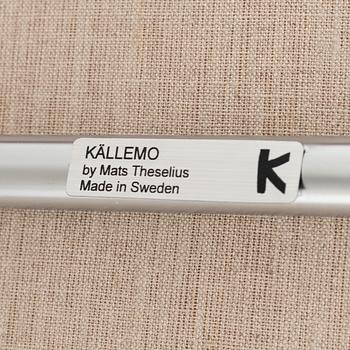 KÄLLEMO
by Mats Theselius
Made in Sweden
K